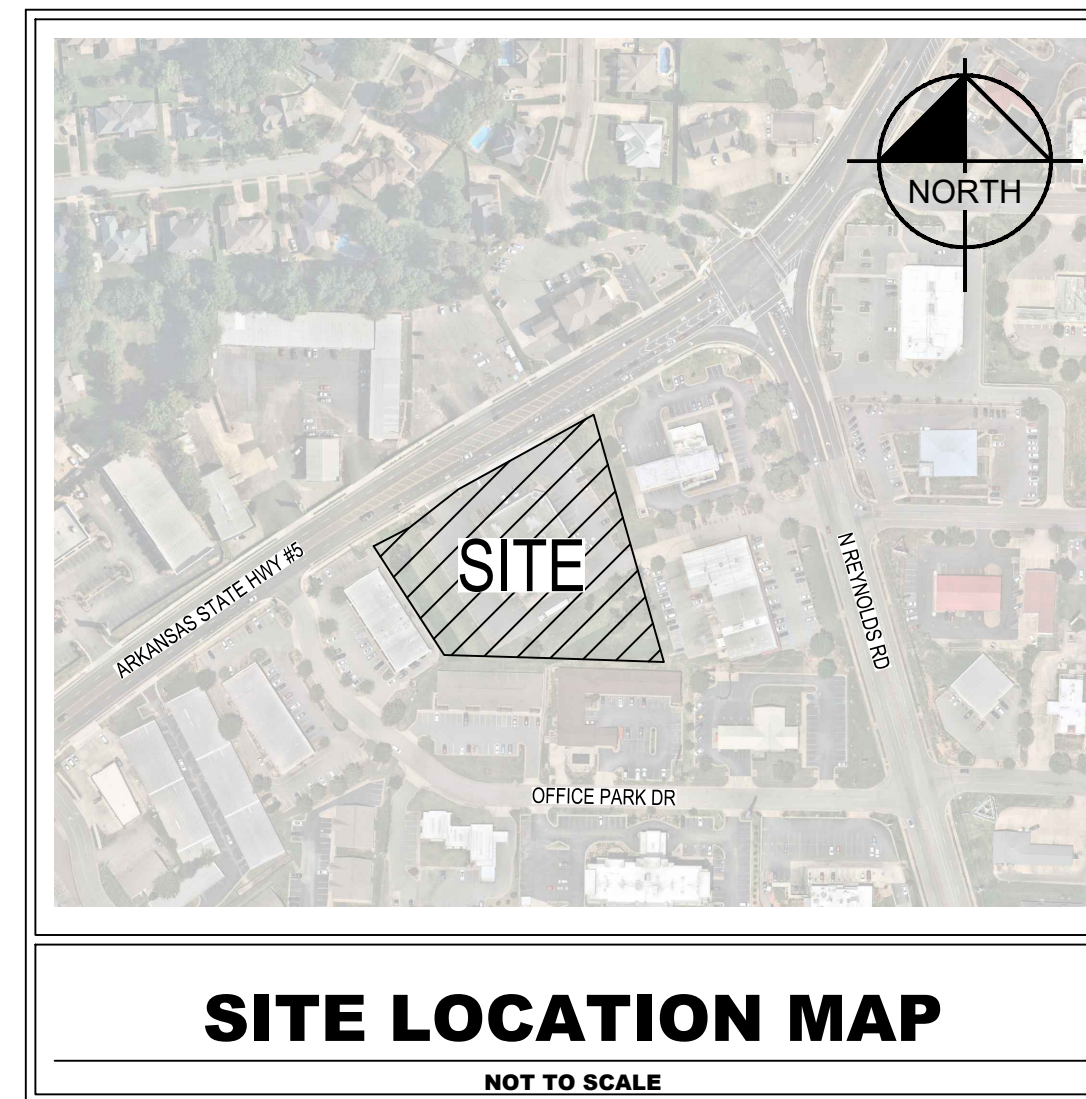 NORTH
ARKANSAS STATE HWY #5
SITE
N REYNOLDS RD
OFFICE PARK DR
SITE LOCATION MAP
NOT TO SCALE